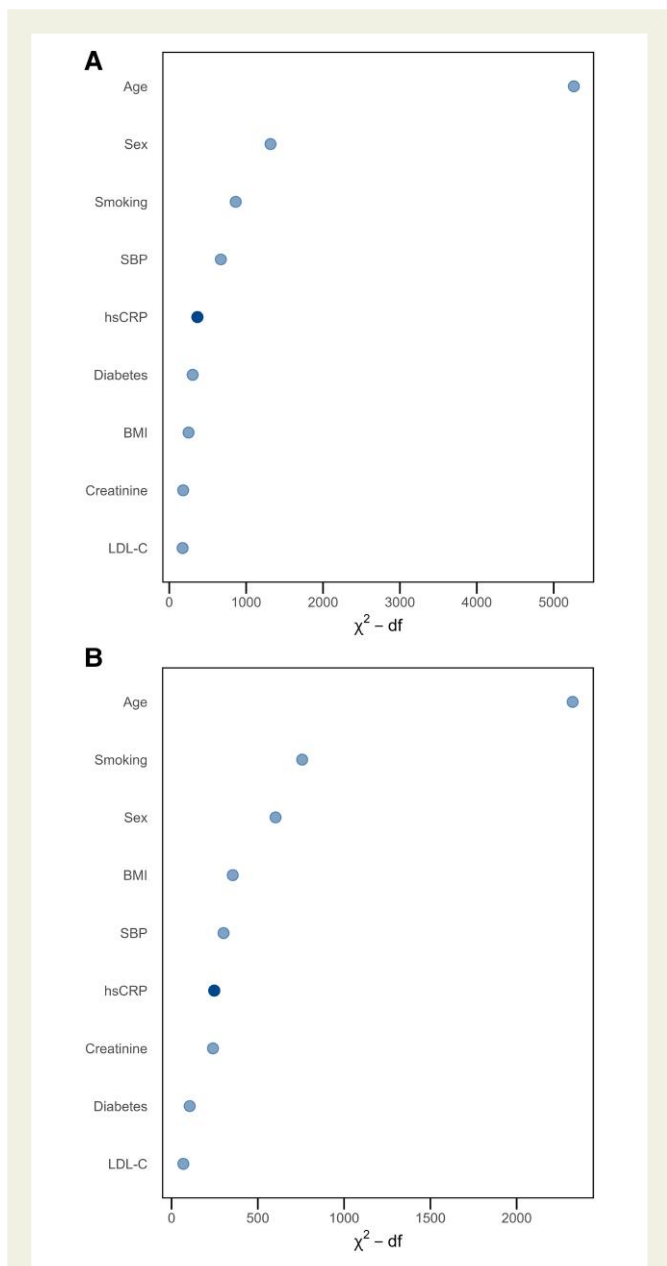 A
Age
Sex
Smoking
SBP
hsCRP
Diabetes
BMI
Creatinine
LDL-C
0 1000 2000 3000 4000 5000
χ² – df
B
Age
Smoking
Sex
BMI
SBP
hsCRP
Creatinine
Diabetes
LDL-C
0 500 1000 1500 2000
χ² – df